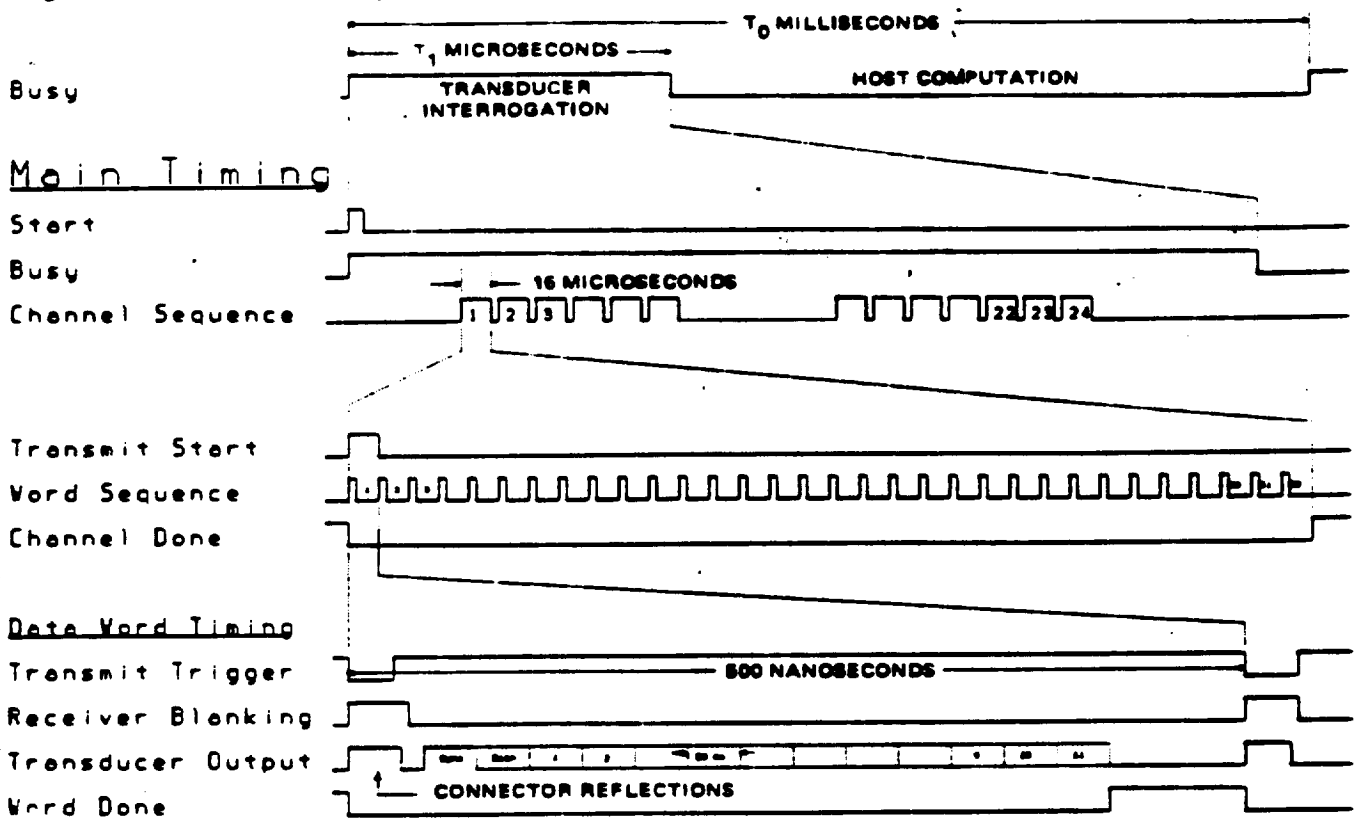 T0 MILLISECONDS
T1 MICROSECONDS
Busy
TRANSDUCER INTERROGATION
HOST COMPUTATION
Main Timing
Start
Busy
16 MICROSECONDS
Channel Sequence
1 2 3 22 23 24
Transmit Start
Word Sequence
Channel Done
Data Word Timing
Transmit Trigger
500 NANOSECONDS
Receiver Blanking
Transducer Output
CONNECTOR REFLECTIONS
Word Done